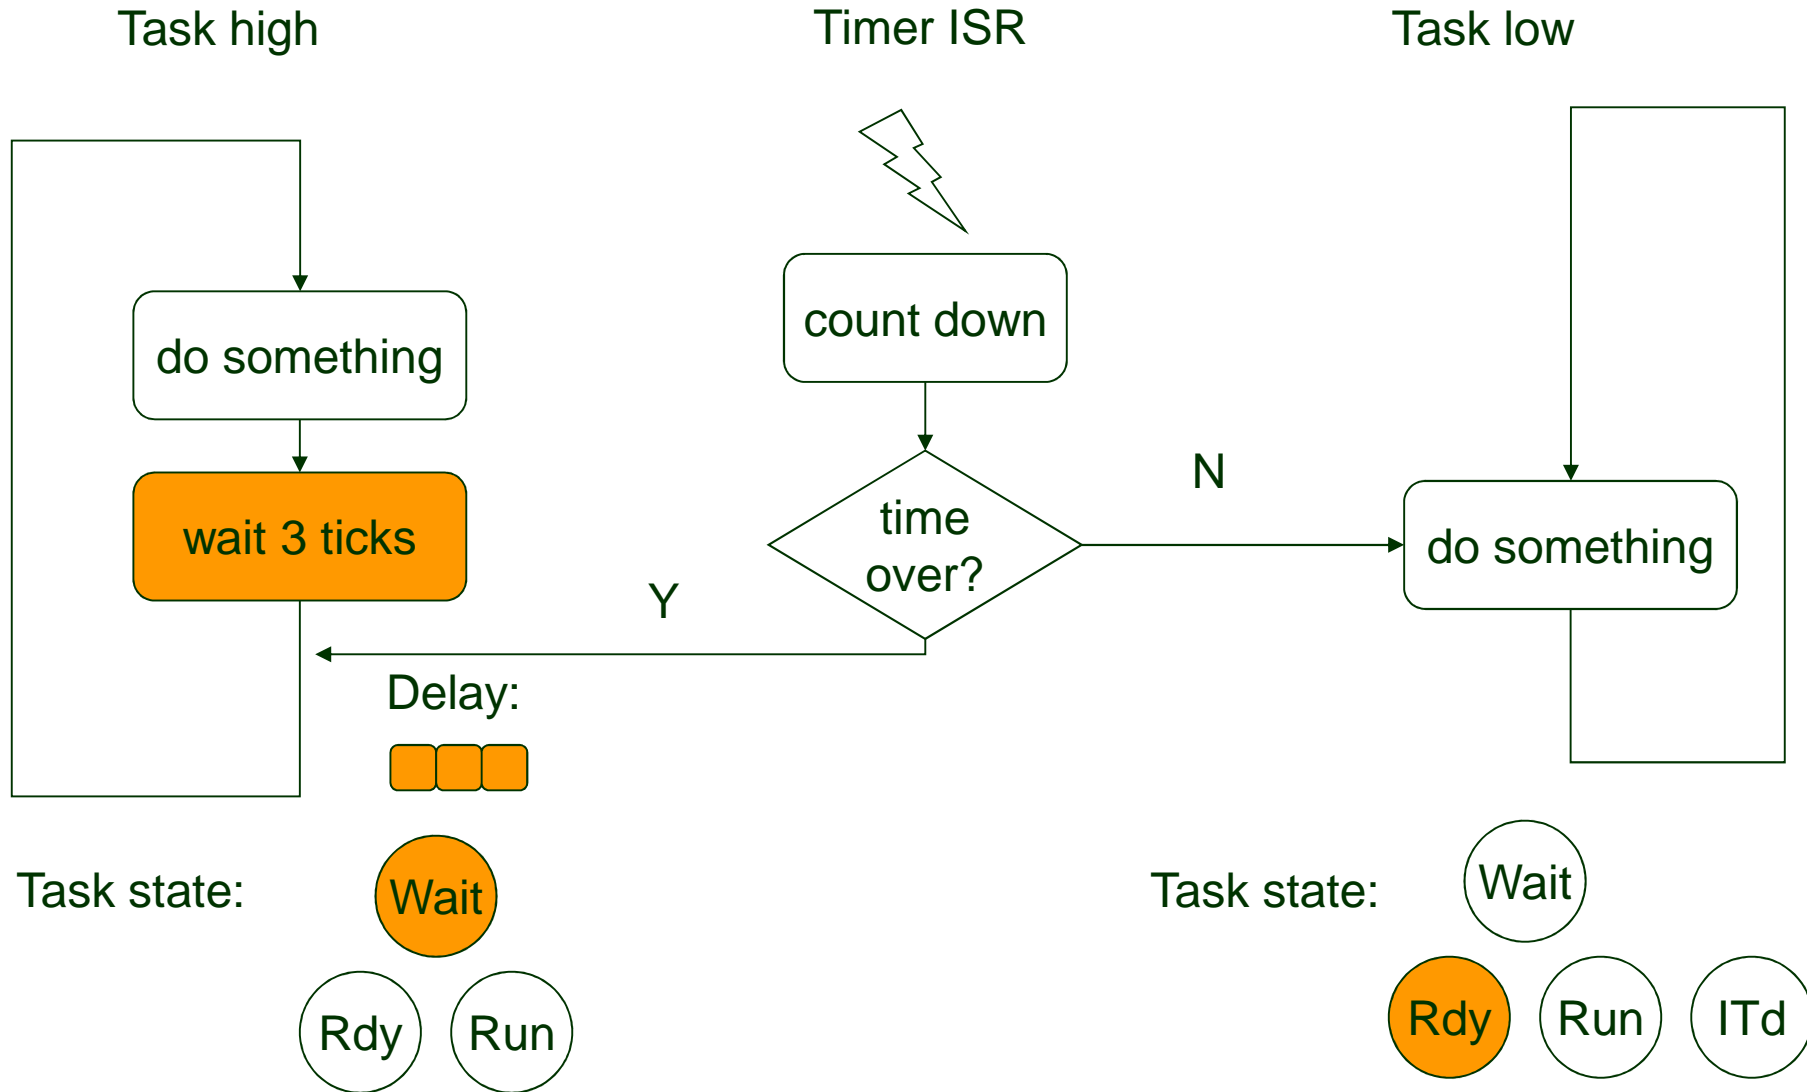 Task high
Timer ISR
Task low
do something
wait 3 ticks
count down
time
over?
Y
N
do something
Delay:
Task state:
Wait
Rdy
Run
Task state:
Wait
Rdy
Run
ITd